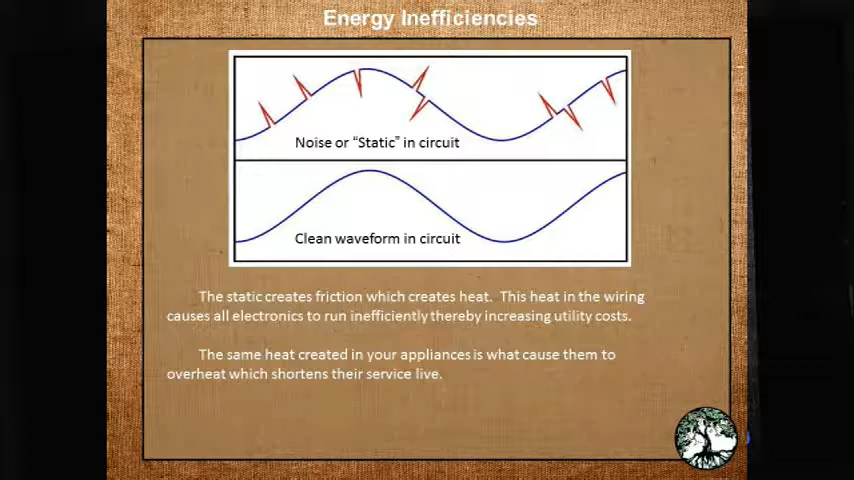 Energy Inefficiencies
Noise or “Static” in circuit
Clean waveform in circuit
The static creates friction which creates heat. This heat in the wiring
causes all electronics to run inefficiently thereby increasing utility costs.
The same heat created in your appliances is what cause them to
overheat which shortens their service live.